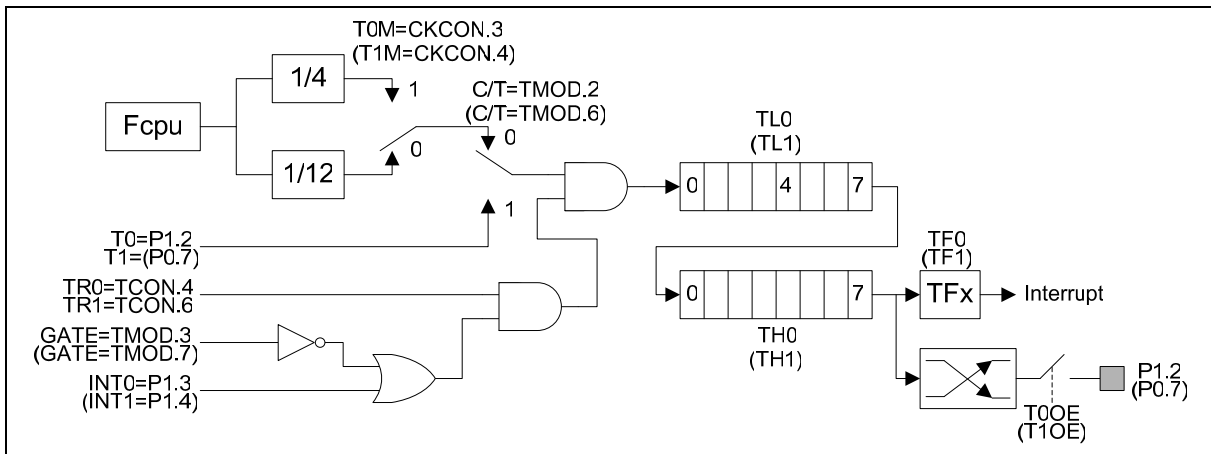 T0M=CKCON.3
(T1M=CKCON.4)
1/4
1
C/T=TMOD.2
(C/T=TMOD.6)
Fcpu
0
0
1/12
TL0
(TL1)
0 4 7
1
T0=P1.2
T1=(P0.7)
TR0=TCON.4
TR1=TCON.6
0 7
TH0
(TH1)
TF0
(TF1)
TFx
Interrupt
GATE=TMOD.3
(GATE=TMOD.7)
INT0=P1.3
(INT1=P1.4)
P1.2
(P0.7)
T0OE
(T1OE)